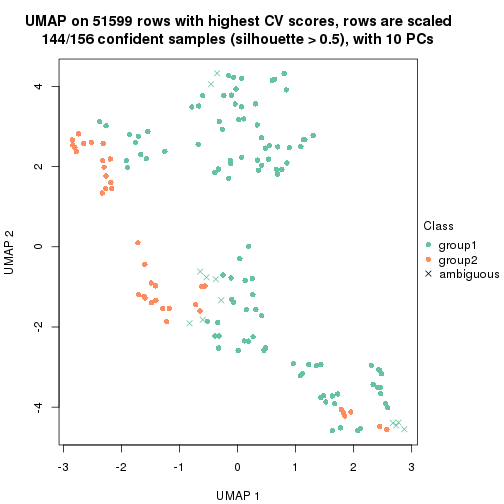 UMAP on 51599 rows with highest CV scores, rows are scaled
144/156 confident samples (silhouette > 0.5), with 10 PCs
4
2
0
-2
-4
UMAP 2
-3
-2
-1
0
1
2
3
UMAP 1
Class
group1
group2
ambiguous